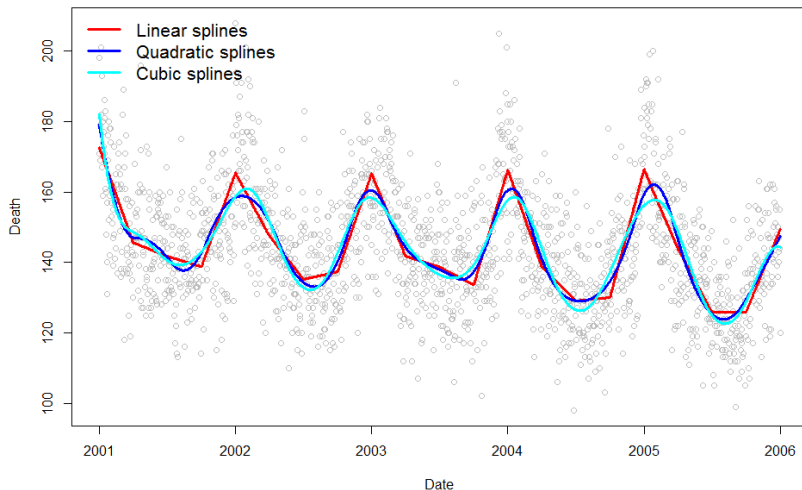 Linear splines
Quadratic splines
Cubic splines
200
180
160
140
120
100
Death
2001 2002 2003 2004 2005 2006
Date